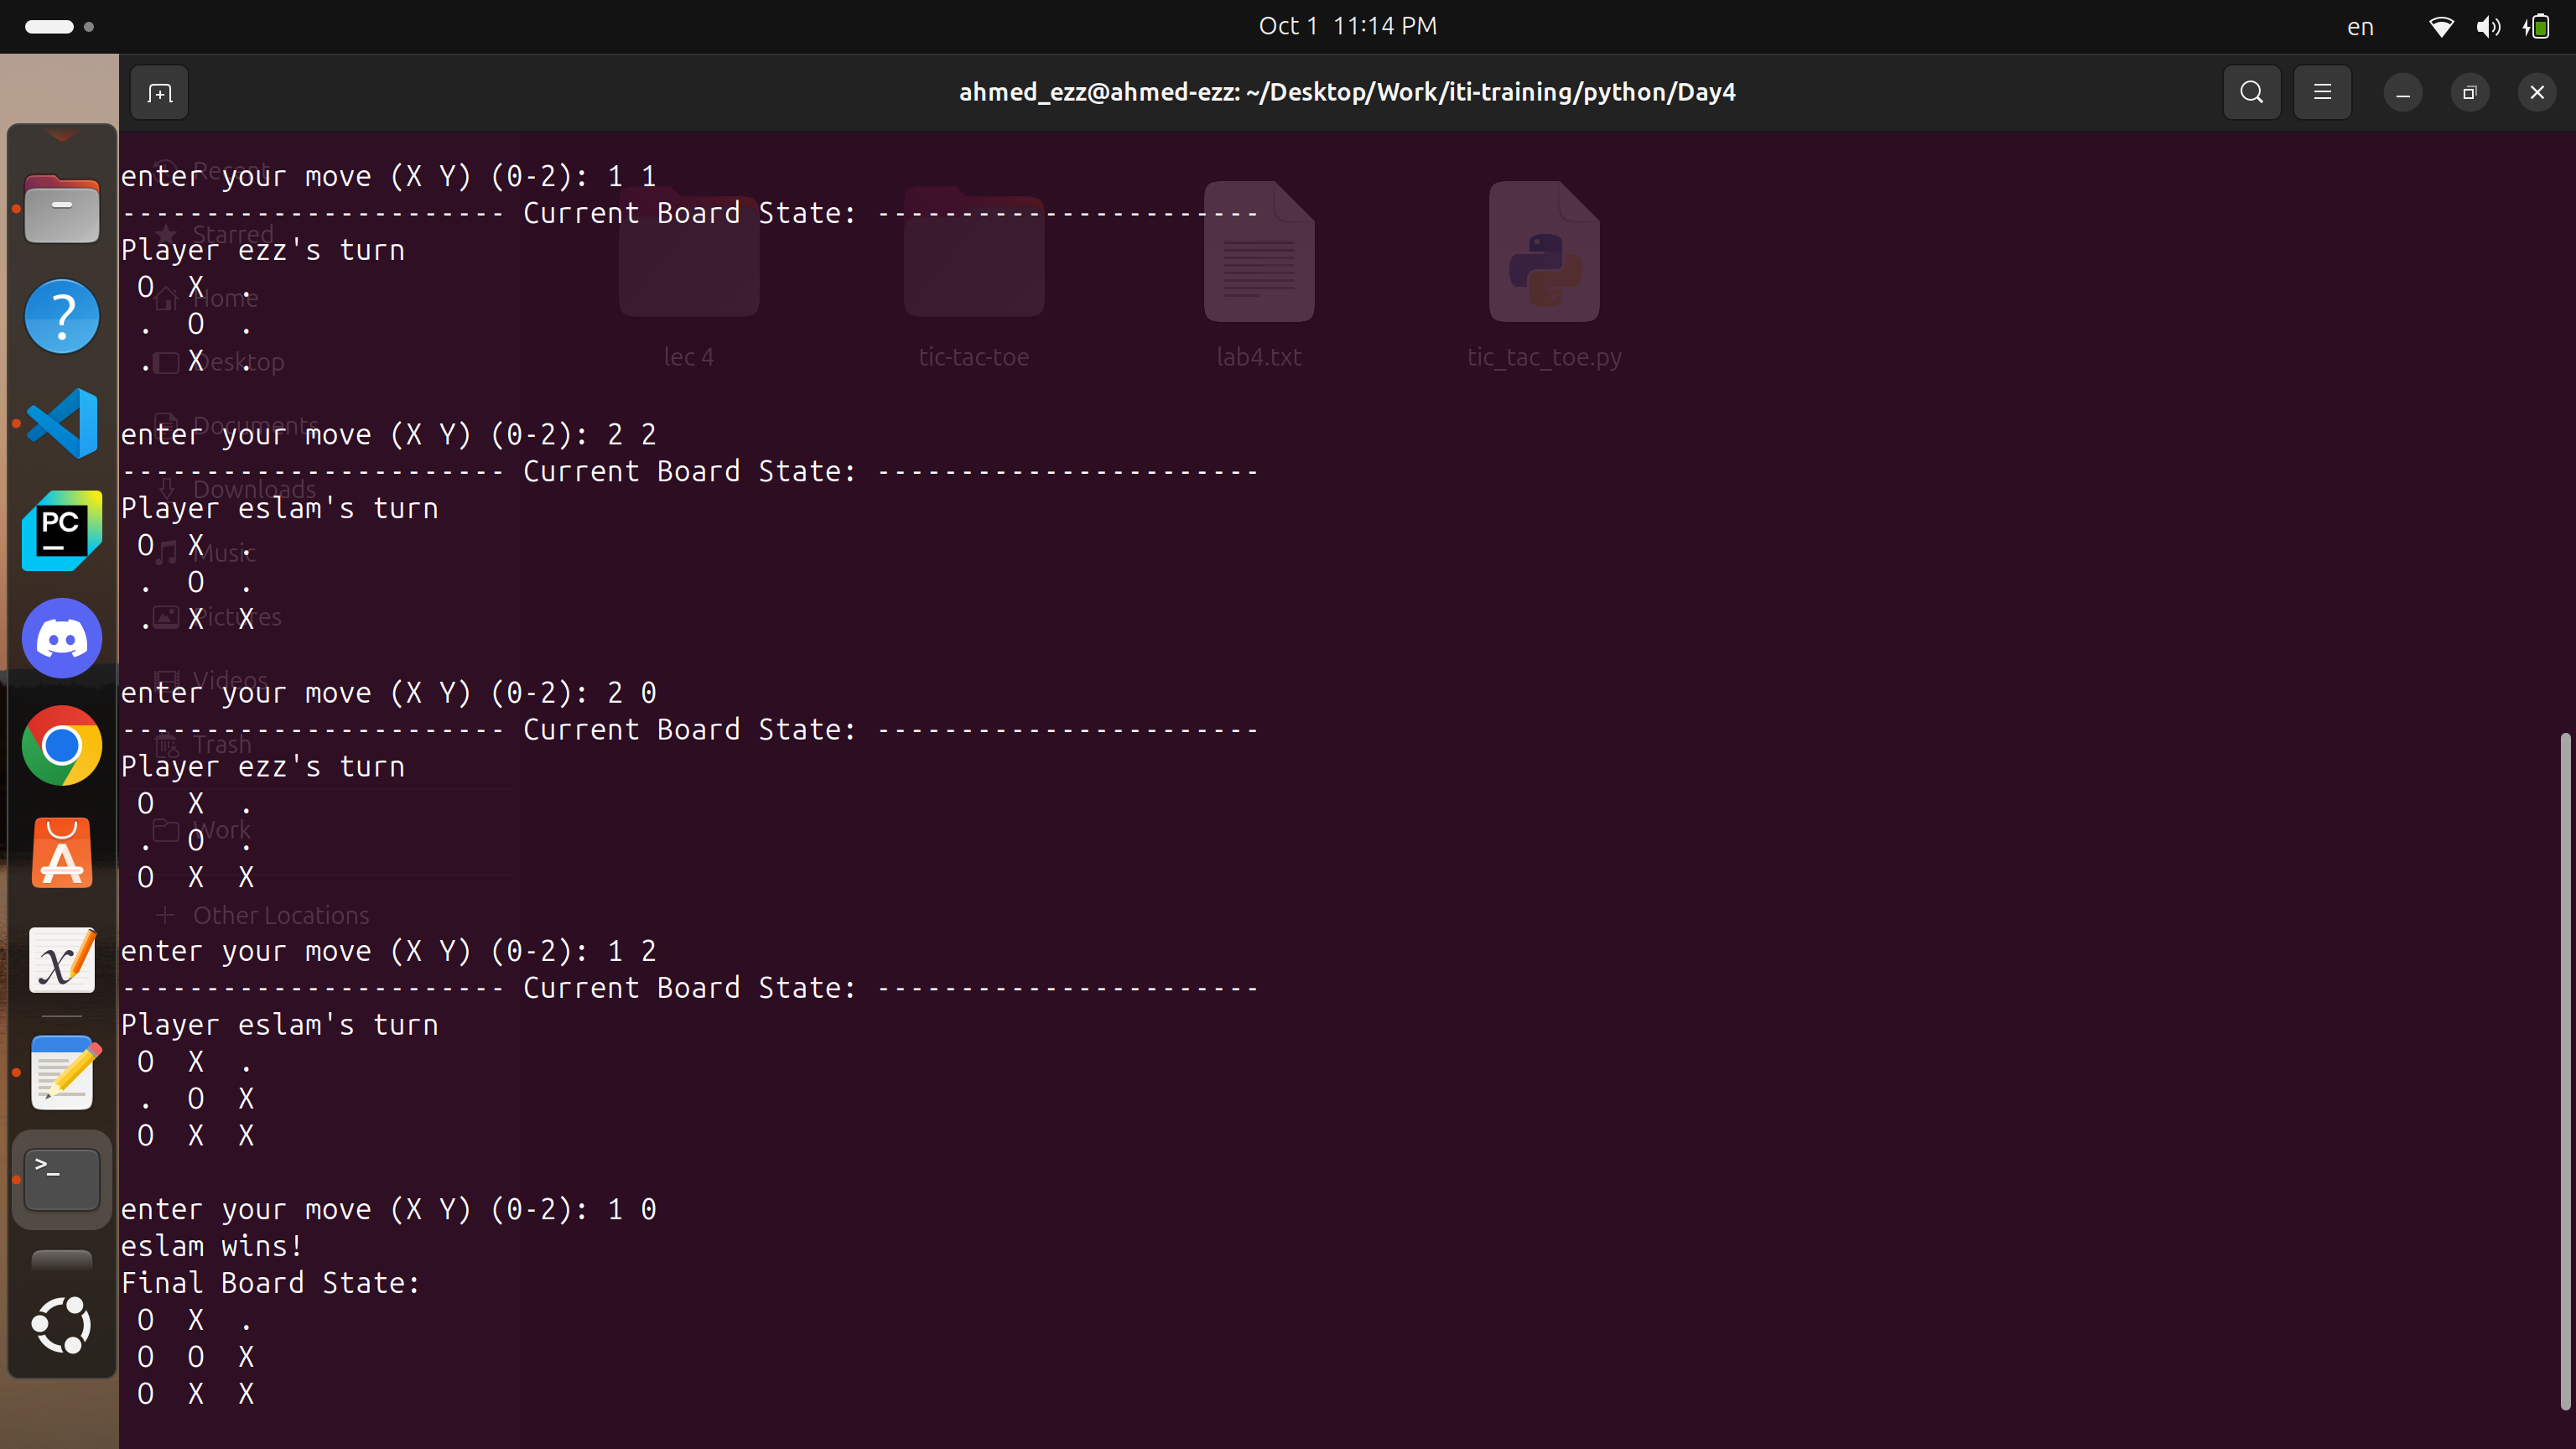 Oct 1 11:14 PM
en
ahmed_ezz@ahmed-ezz: ~/Desktop/Work/iti-training/python/Day4
enter your move (X Y) (0-2): 1 1
----------------------- Current Board State: -----------------------
Player ezz's turn
O X .
. O .
. X .
enter your move (X Y) (0-2): 2 2
----------------------- Current Board State: -----------------------
Player eslam's turn
O X .
. O .
. X X
enter your move (X Y) (0-2): 2 0
----------------------- Current Board State: -----------------------
Player ezz's turn
O X .
. O .
O X X
enter your move (X Y) (0-2): 1 2
----------------------- Current Board State: -----------------------
Player eslam's turn
O X .
. O X
O X X
enter your move (X Y) (0-2): 1 0
eslam wins!
Final Board State:
O X .
O O X
O X X
Recent
Starred
Home
Desktop
Documents
Downloads
Music
Pictures
Videos
Trash
Work
Other Locations
lec 4
tic-tac-toe
lab4.txt
tic_tac_toe.py
?
PC
A
X
>_